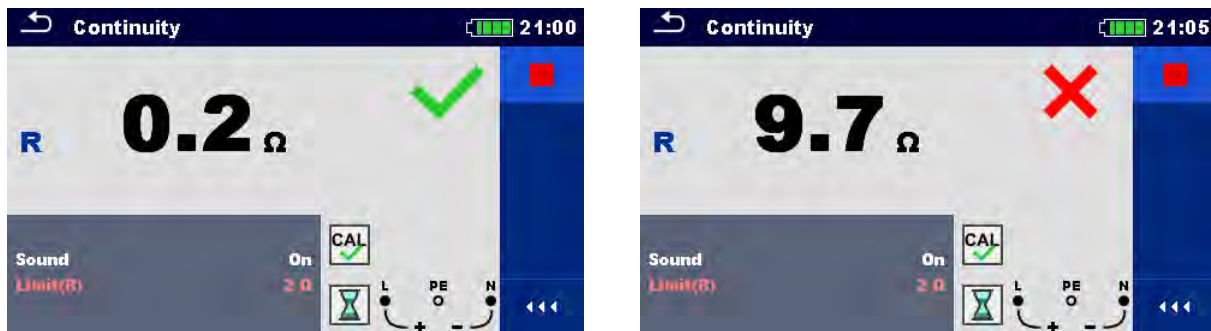 Continuity 21:00
R 0.2 Ω
CAL
Sound On
Limit(R) 2 Ω
L PE N
+ -
Continuity 21:05
R 9.7 Ω
CAL
Sound On
Limit(R) 2 Ω
L PE N
+ -